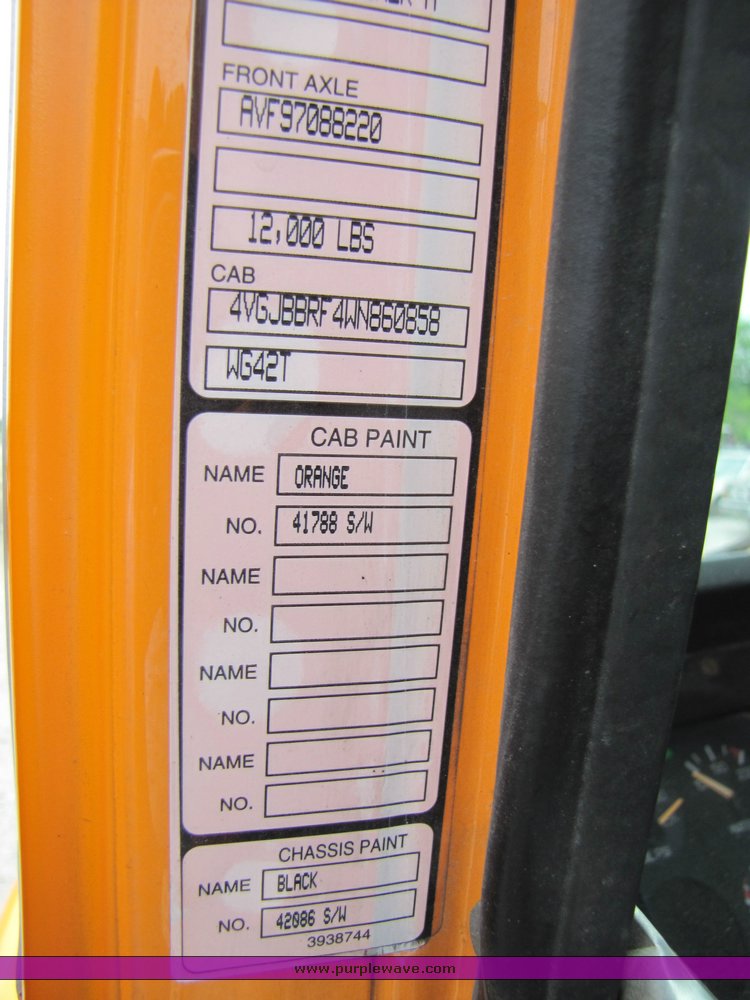 FRONT AXLE
AVF97088220
12,000 LBS
CAB
4VGJBBRF4WN860858
WG42T
CAB PAINT
NAME ORANGE
NO. 41788 S/W
NAME
NO.
NAME
NO.
NAME
NO.
CHASSIS PAINT
NAME BLACK
NO. 42086 S/W
3938744
www.purplewave.com